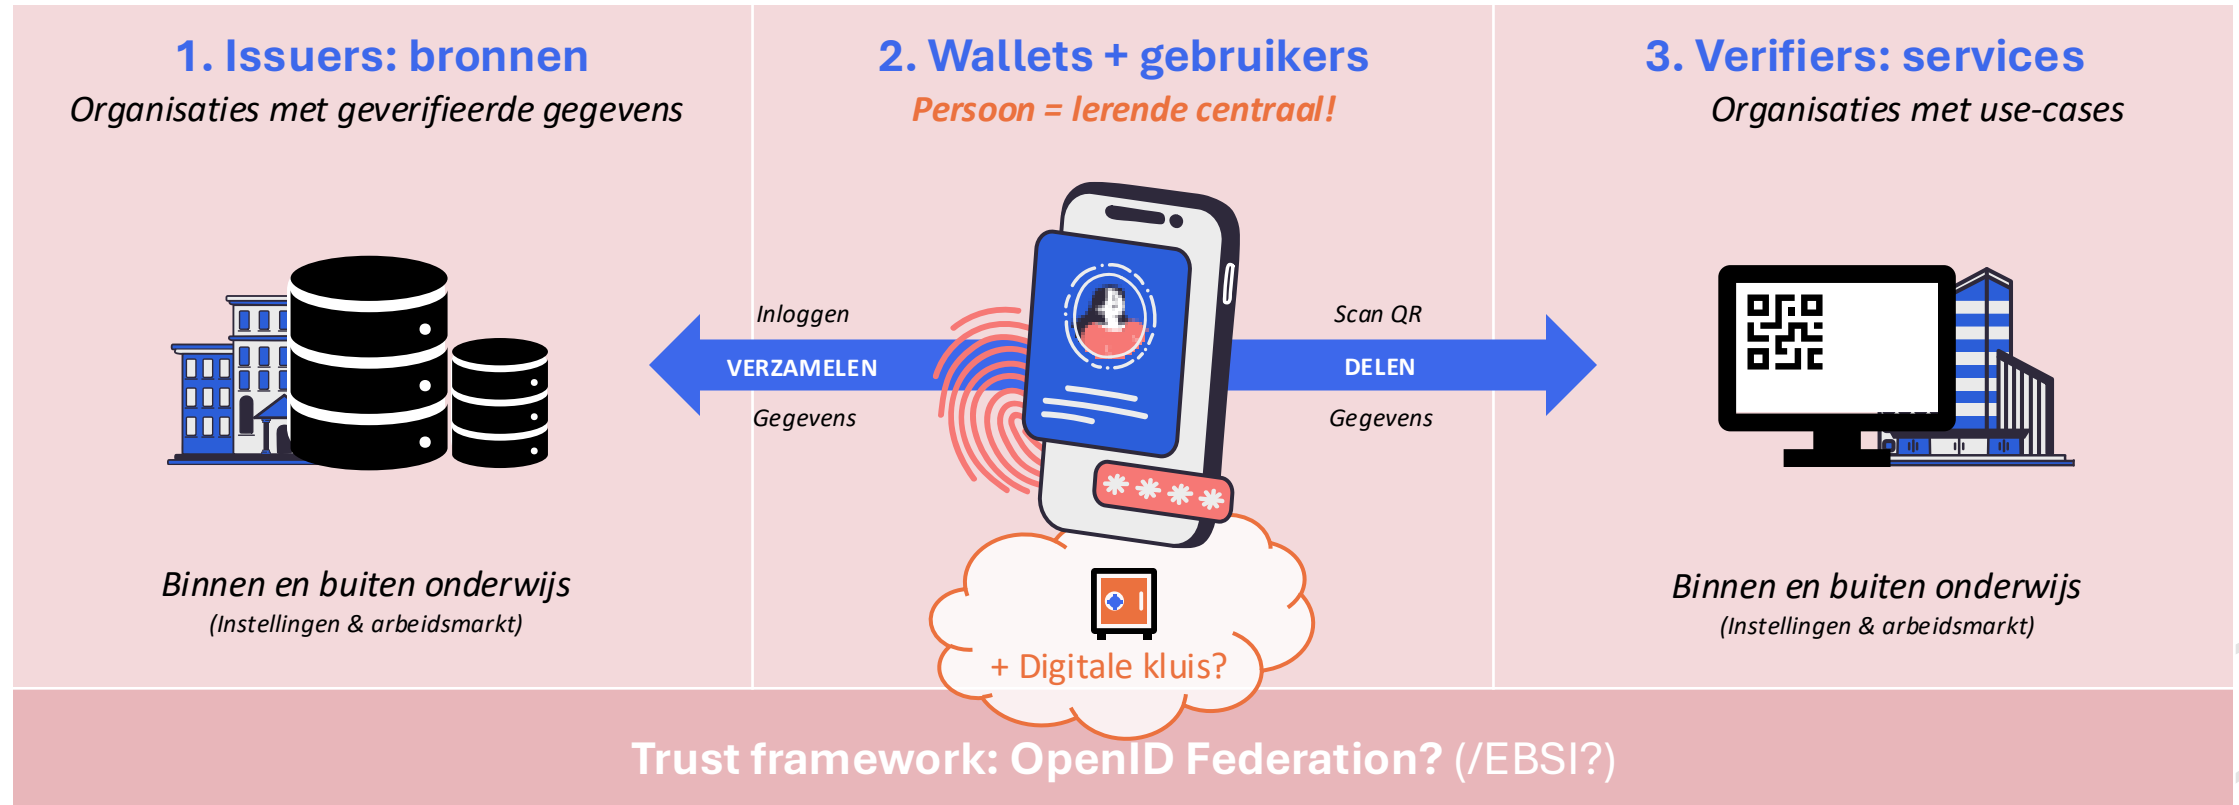 1. Issuers: bronnen
Organisaties met geverifieerde gegevens
Binnen en buiten onderwijs
(Instellingen & arbeidsmarkt)
2. Wallets + gebruikers
Persoon = lerende centraal!
Inloggen
VERZAMELEN
Gegevens
Scan QR
DELEN
Gegevens
+ Digitale kluis?
3. Verifiers: services
Organisaties met use-cases
Binnen en buiten onderwijs
(Instellingen & arbeidsmarkt)
Trust framework: OpenID Federation? (/EBSI?)